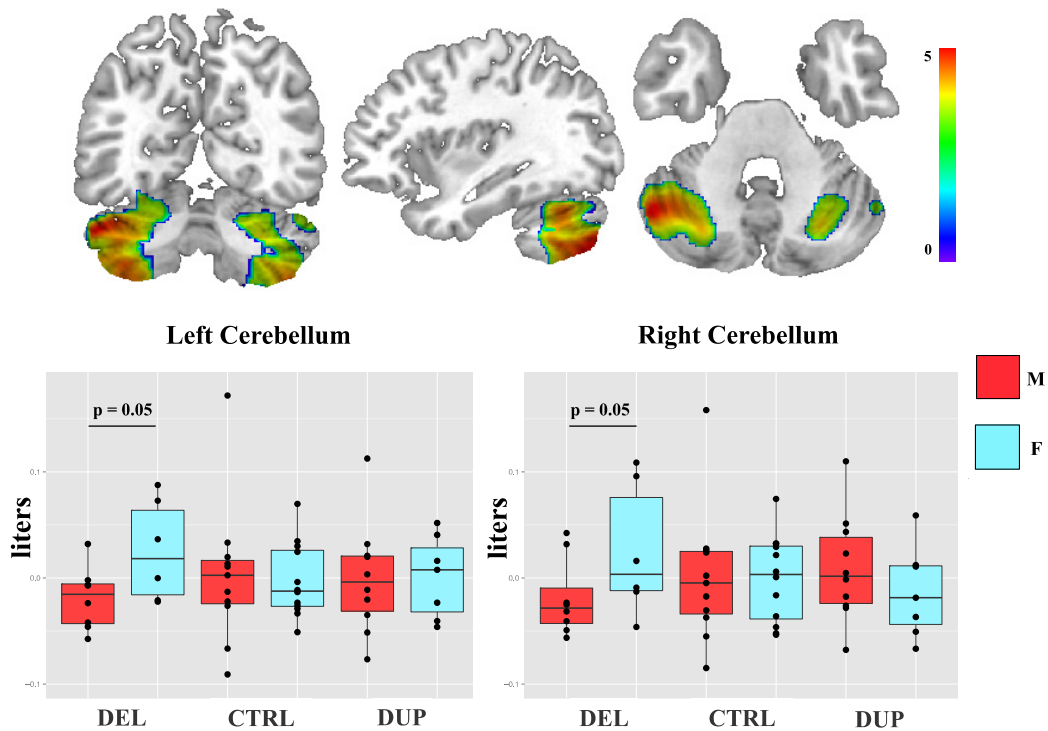 5
0
Left Cerebellum
Right Cerebellum
M
F
p = 0.05
p = 0.05
liters
0.1
0.0
−0.1
liters
0.1
0.0
−0.1
DEL CTRL DUP
DEL CTRL DUP